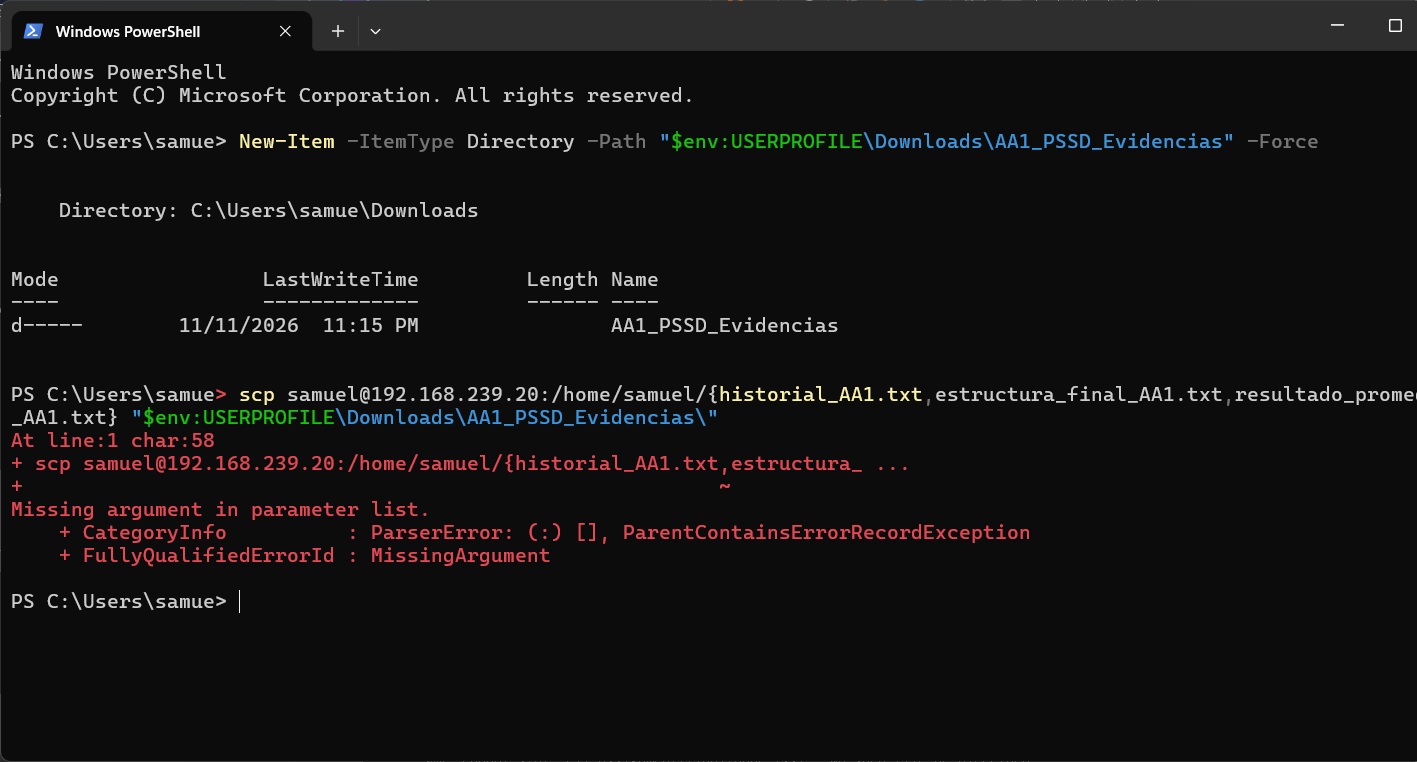 Windows PowerShell
Windows PowerShell
Copyright (C) Microsoft Corporation. All rights reserved.
PS C:\Users\samue> New-Item -ItemType Directory -Path "$env:USERPROFILE\Downloads\AA1_PSSD_Evidencias" -Force
Directory: C:\Users\samue\Downloads
Mode LastWriteTime Length Name
---- ------------- ------ ----
d----- 11/11/2026 11:15 PM AA1_PSSD_Evidencias
PS C:\Users\samue> scp samuel@192.168.239.20:/home/samuel/{historial_AA1.txt,estructura_final_AA1.txt,resultado_prome
_AA1.txt} "$env:USERPROFILE\Downloads\AA1_PSSD_Evidencias\"
At line:1 char:58
+ scp samuel@192.168.239.20:/home/samuel/{historial_AA1.txt,estructura_ ...
+ ~
Missing argument in parameter list.
+ CategoryInfo : ParserError: (:) [], ParentContainsErrorRecordException
+ FullyQualifiedErrorId : MissingArgument
PS C:\Users\samue>